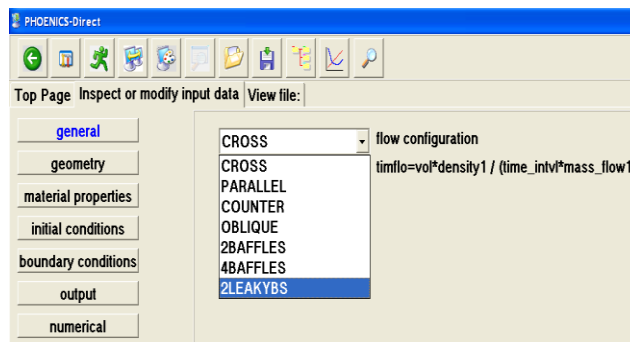 PHOENICS-Direct
Top Page Inspect or modify input data View file:
general
CROSS flow configuration
geometry
CROSS timflo=vol*density1 / (time_intvl*mass_flow1
PARALLEL
material properties
COUNTER
initial conditions
OBLIQUE
2BAFFLES
boundary conditions
4BAFFLES
output
2LEAKYBS
numerical